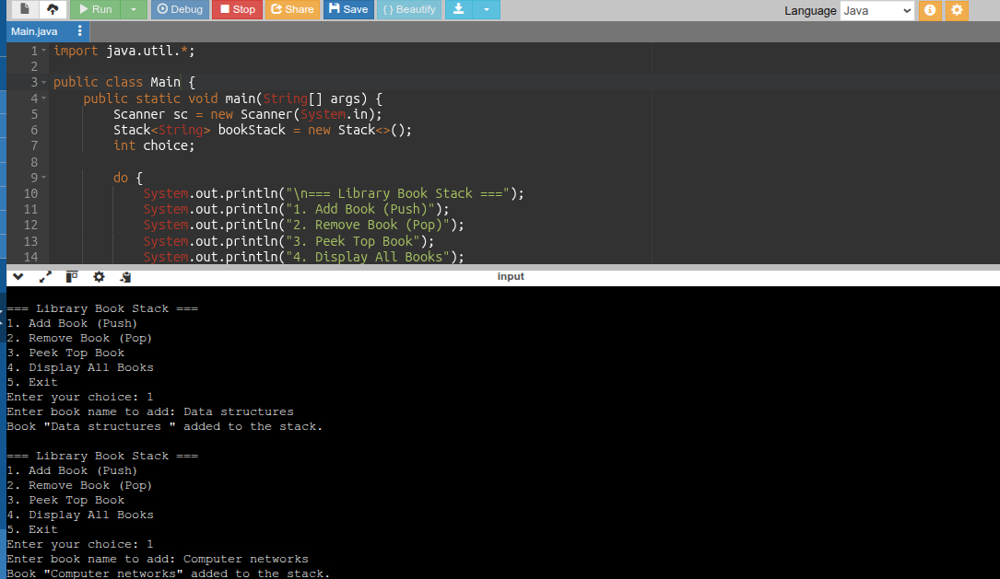 Run Debug Stop Share Save { } Beautify Language Java
Main.java
1 import java.util.*;
2
3 public class Main {
4 public static void main(String[] args) {
5 Scanner sc = new Scanner(System.in);
6 Stack<String> bookStack = new Stack<>();
7 int choice;
8
9 do {
10 System.out.println("\n=== Library Book Stack ===");
11 System.out.println("1. Add Book (Push)");
12 System.out.println("2. Remove Book (Pop)");
13 System.out.println("3. Peek Top Book");
14 System.out.println("4. Display All Books");
input
=== Library Book Stack ===
1. Add Book (Push)
2. Remove Book (Pop)
3. Peek Top Book
4. Display All Books
5. Exit
Enter your choice: 1
Enter book name to add: Data structures
Book "Data structures " added to the stack.
=== Library Book Stack ===
1. Add Book (Push)
2. Remove Book (Pop)
3. Peek Top Book
4. Display All Books
5. Exit
Enter your choice: 1
Enter book name to add: Computer networks
Book "Computer networks" added to the stack.